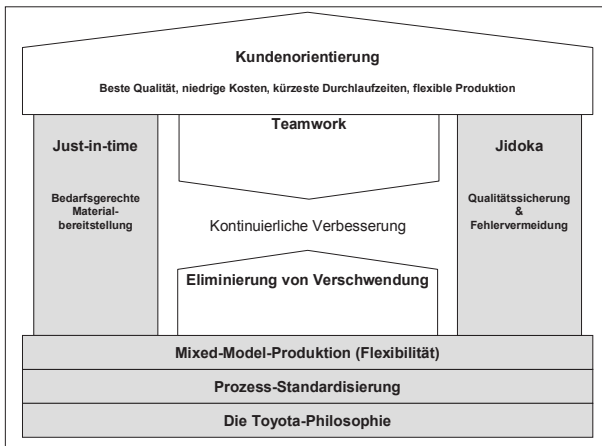 Kundenorientierung
Beste Qualität, niedrige Kosten, kürzeste Durchlaufzeiten, flexible Produktion
Just-in-time
Bedarfsgerechte
Material-
bereitstellung
Teamwork
Kontinuierliche Verbesserung
Eliminierung von Verschwendung
Jidoka
Qualitätssicherung
&
Fehlervermeidung
Mixed-Model-Produktion (Flexibilität)
Prozess-Standardisierung
Die Toyota-Philosophie